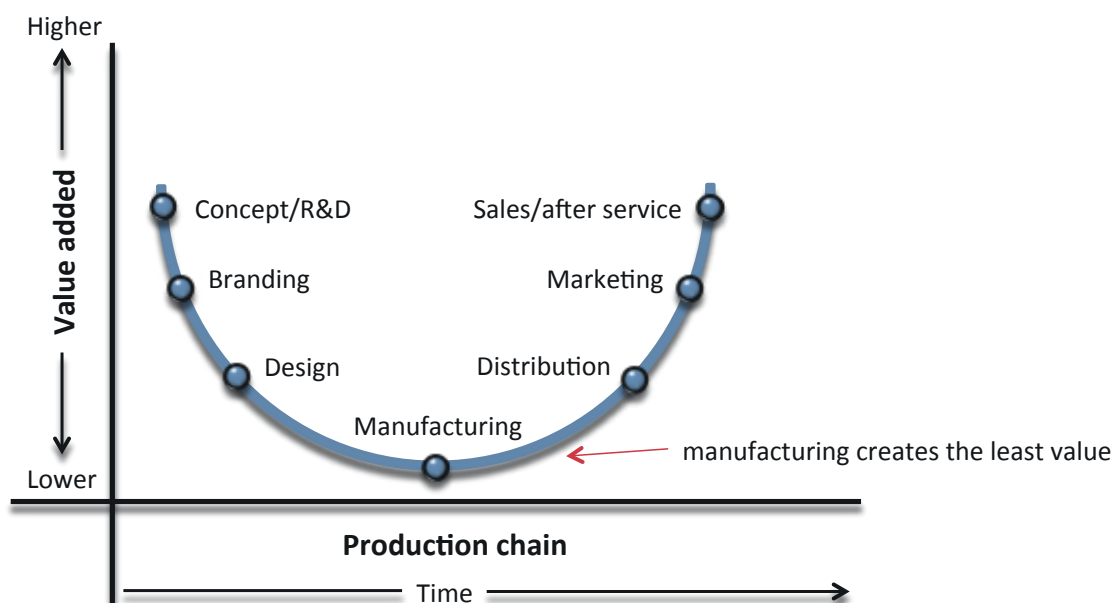 Higher
Value added
Lower
Concept/R&D
Sales/after service
Branding
Marketing
Design
Distribution
Manufacturing
manufacturing creates the least value
Production chain
Time